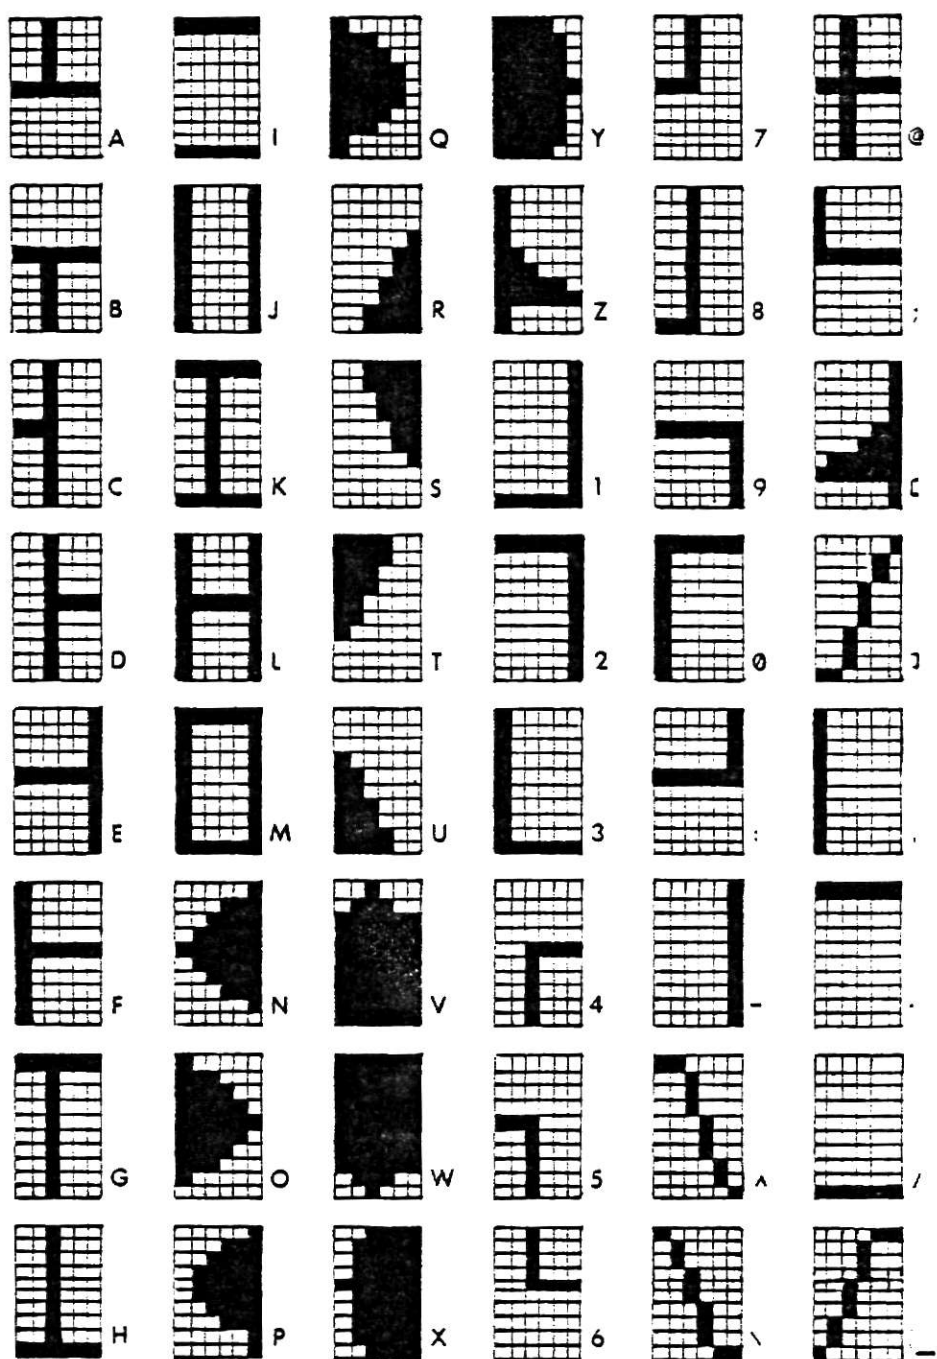 A I Q Y 7 @
B J R Z 8 ;
C K S 1 9 [
D L T 2 0 ]
E M U 3 : ,
F N V 4 - .
G O W 5 ^ /
H P X 6 \ _